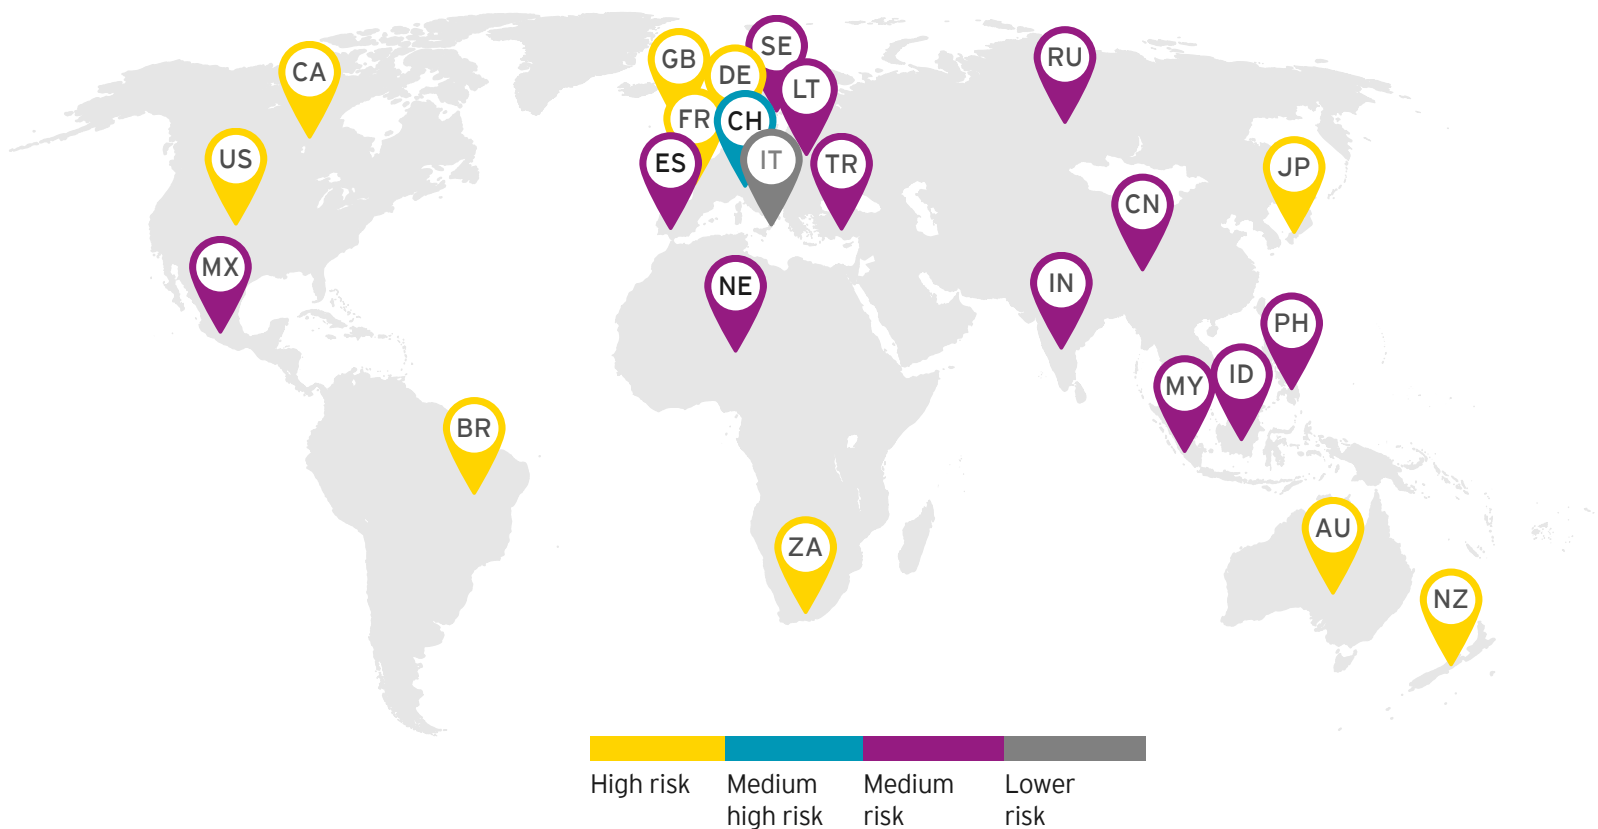 SE
GB
RU
CA
DE
LT
FR
CH
US
IT
ES
TR
JP
CN
MX
IN
NE
PH
ID
MY
BR
AU
ZA
NZ
High risk
Medium
high risk
Medium
risk
Lower
risk